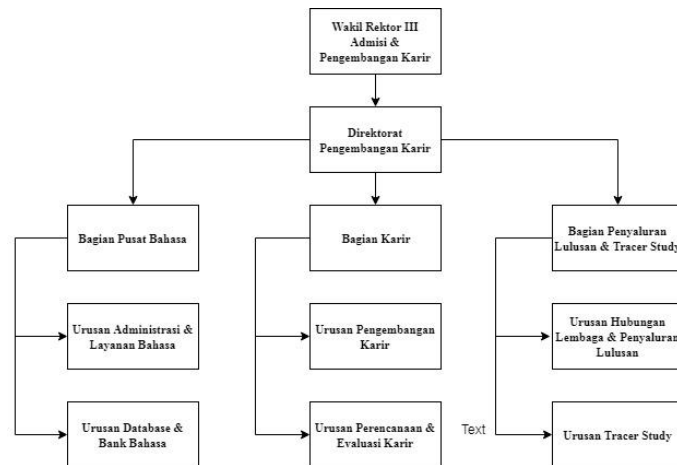 Wakil Rektor III
Admisi &
Pengembangan Karir
Direktorat
Pengembangan Karir
Bagian Pusat Bahasa
Bagian Karir
Bagian Penyaluran
Lulusan & Tracer Study
Urusan Administrasi &
Layanan Bahasa
Urusan Pengembangan
Karir
Urusan Hubungan
Lembaga & Penyaluran
Lulusan
Urusan Database &
Bank Bahasa
Urusan Perencanaan &
Evaluasi Karir
Text
Urusan Tracer Study